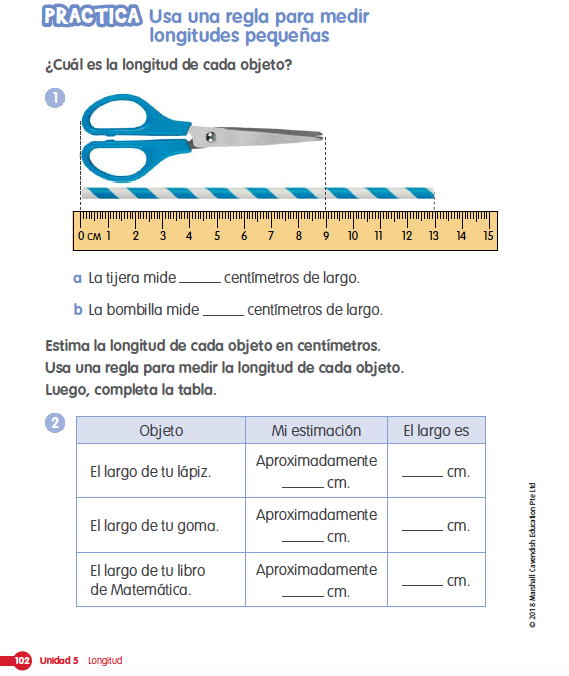 PRACTICA Usa una regla para medir
longitudes pequeñas
¿Cuál es la longitud de cada objeto?
1
0 CM 1 2 3 4 5 6 7 8 9 10 11 12 13 14 15
a La tijera mide ______ centímetros de largo.
b La bombilla mide ______ centímetros de largo.
Estima la longitud de cada objeto en centímetros.
Usa una regla para medir la longitud de cada objeto.
Luego, completa la tabla.
2
Objeto Mi estimación El largo es
El largo de tu lápiz. Aproximadamente
______ cm. ______ cm.
El largo de tu goma. Aproximadamente
______ cm. ______ cm.
El largo de tu libro Aproximadamente
de Matemática. ______ cm. ______ cm.
© 2018 Marshall Cavendish Education Pte Ltd
102 Unidad 5 Longitud